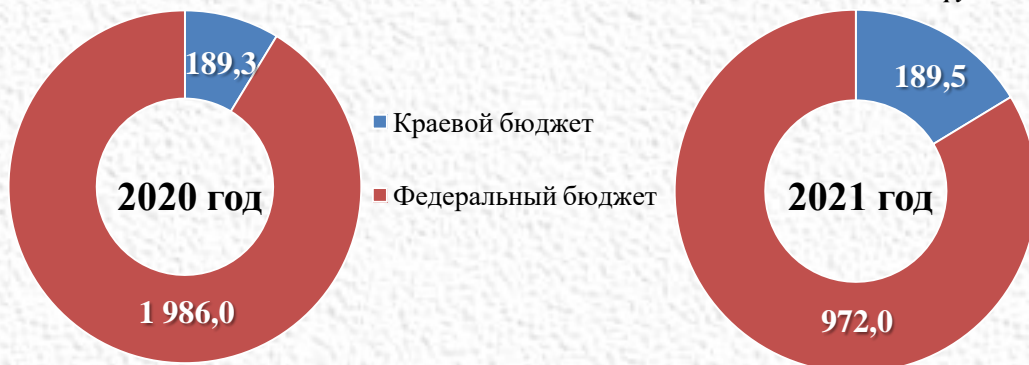 189,3
1 986,0
2020 год
Краевой бюджет
Федеральный бюджет
189,5
972,0
2021 год